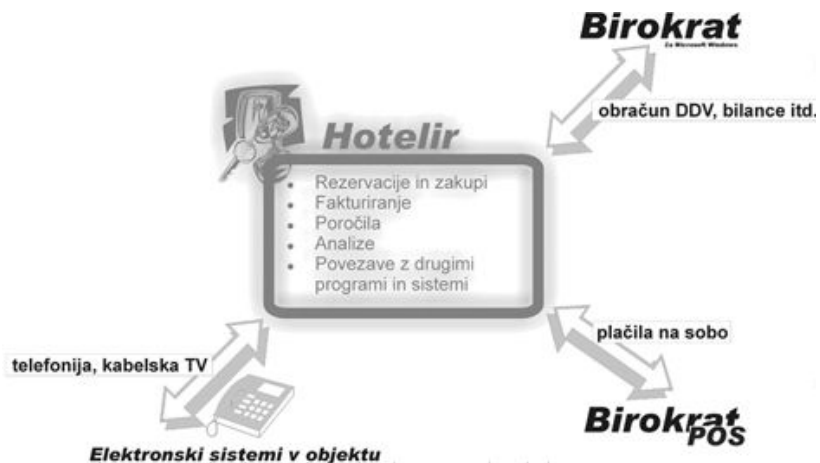 Birokrat
Za Microsoft Windows
obračun DDV, bilance itd.
Hotelir
Rezervacije in zakupi
Fakturiranje
Poročila
Analize
Povezave z drugimi
programi in sistemi
plačila na sobo
telefonija, kabelska TV
Birokrat
POS
Elektronski sistemi v objektu